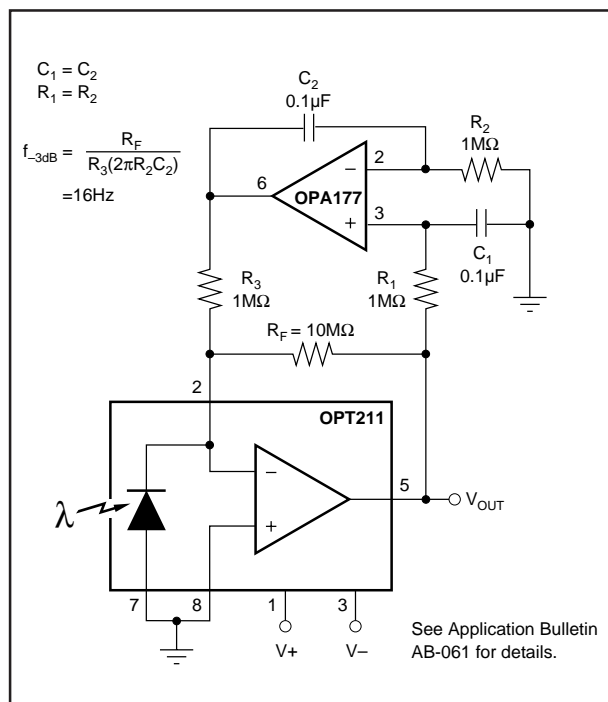 C1 = C2
R1 = R2
f–3dB = RF / R3(2πR2C2)
=16Hz
C2
0.1µF
R2
1MΩ
2
–
6
OPA177
3
+
C1
0.1µF
R3
1MΩ
R1
1MΩ
RF = 10MΩ
2
OPT211
–
5
VOUT
λ
+
7
8
1
3
V+
V–
See Application Bulletin
AB-061 for details.